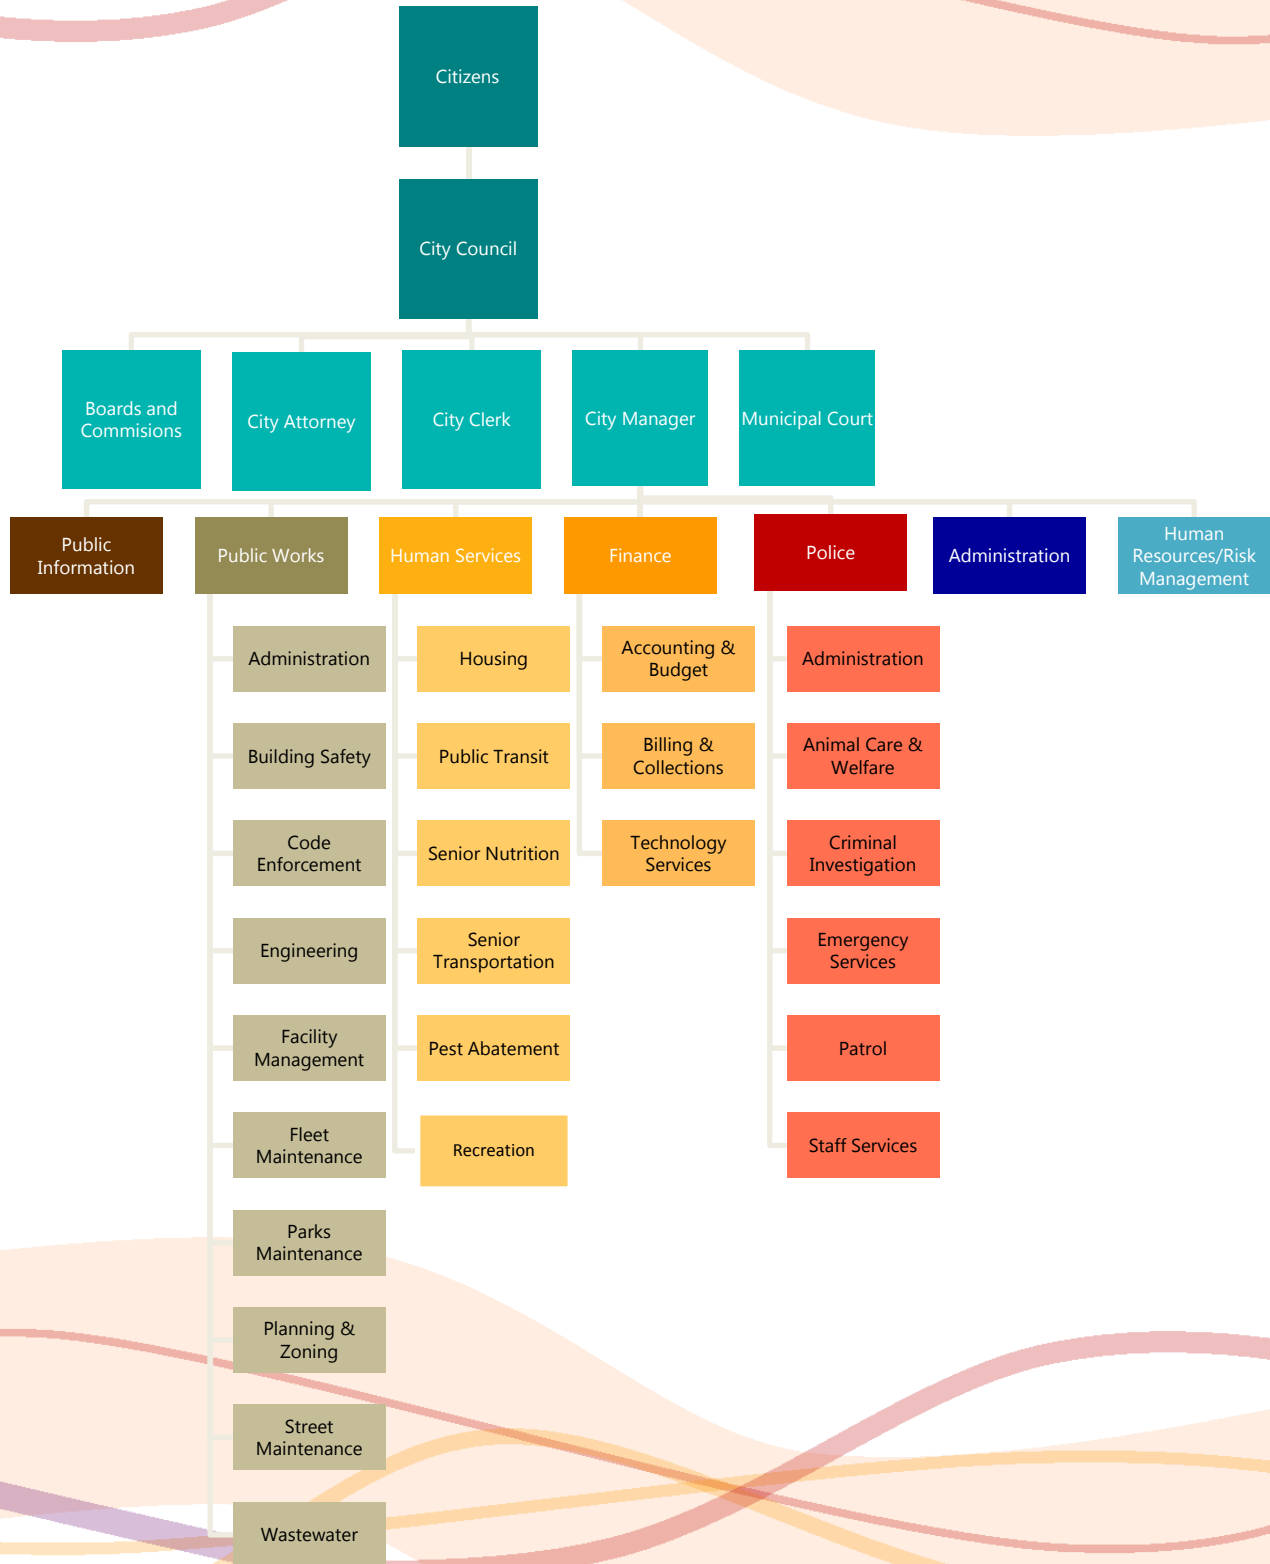 Citizens
City Council
Boards and
Commisions
City Attorney
City Clerk
City Manager
Municipal Court
Public
Information
Public Works
Human Services
Finance
Police
Administration
Human
Resources/Risk
Management
Administration
Building Safety
Code
Enforcement
Engineering
Facility
Management
Fleet
Maintenance
Parks
Maintenance
Planning &
Zoning
Street
Maintenance
Wastewater
Housing
Public Transit
Senior Nutrition
Senior
Transportation
Pest Abatement
Recreation
Accounting &
Budget
Billing &
Collections
Technology
Services
Administration
Animal Care &
Welfare
Criminal
Investigation
Emergency
Services
Patrol
Staff Services